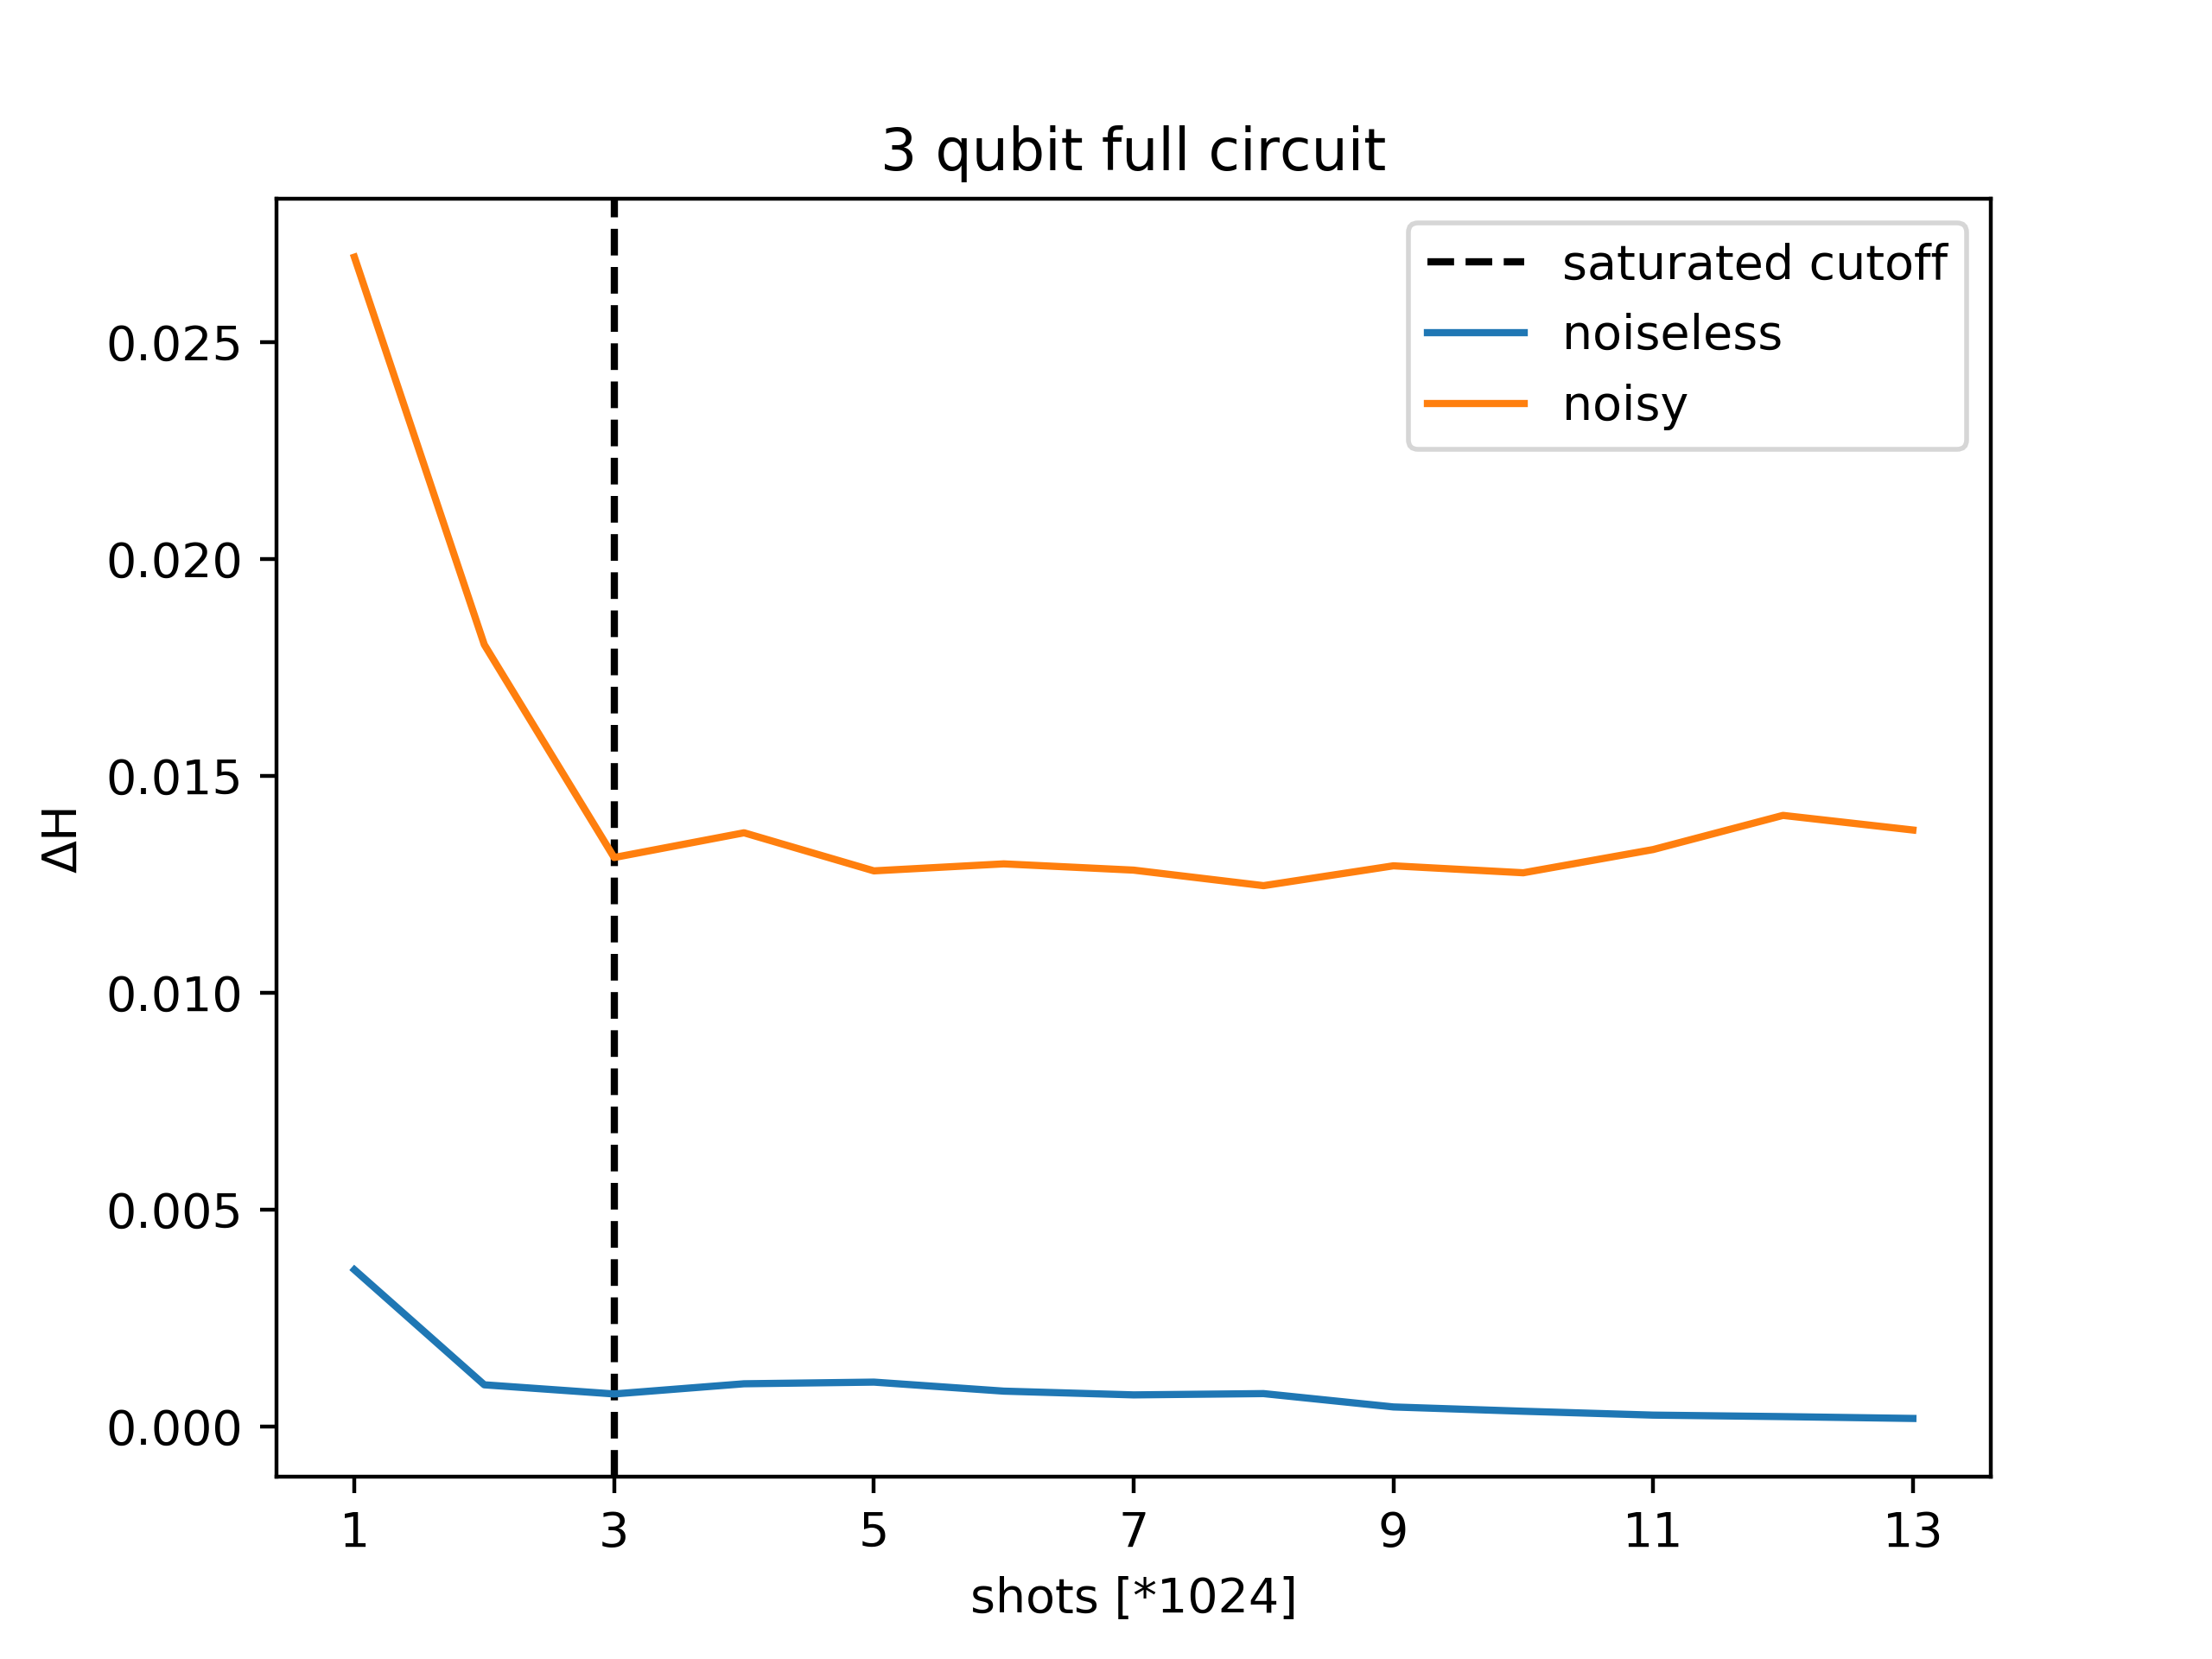 3 qubit full circuit
saturated cutoff
noiseless
noisy
0.025
0.020
0.015
0.010
0.005
0.000
ΔH
1 3 5 7 9 11 13
shots [*1024]